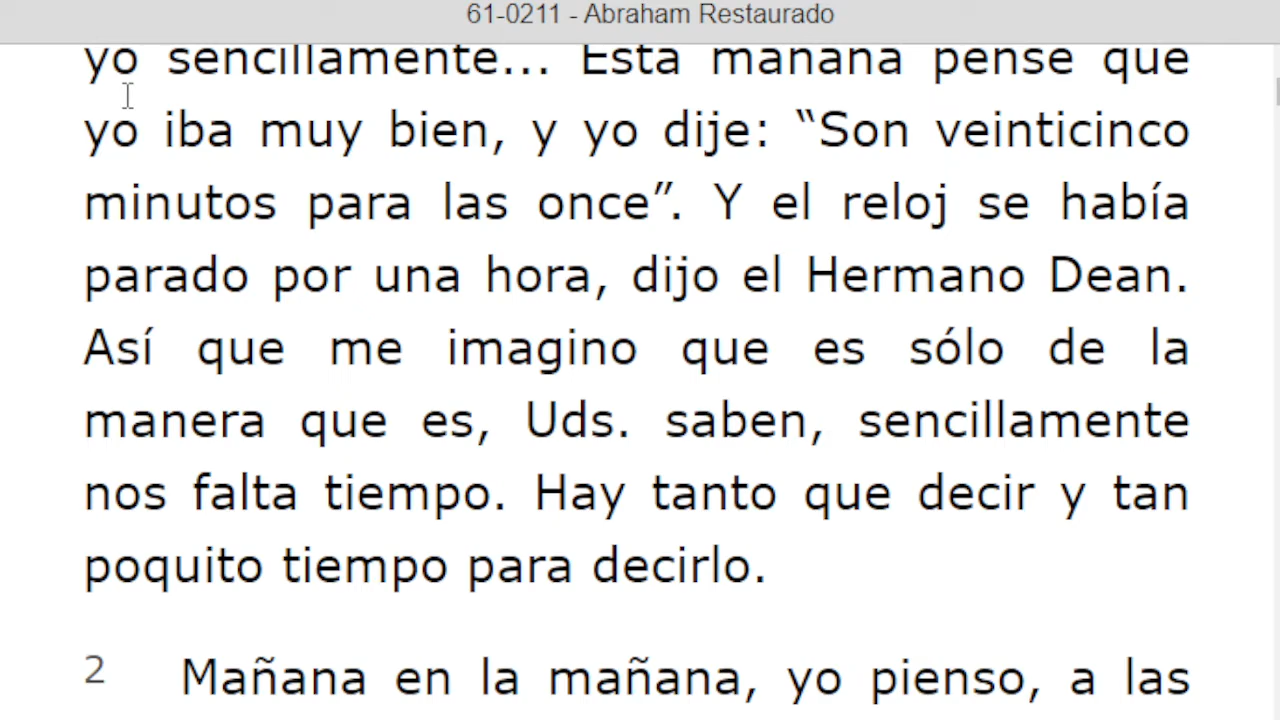 61-0211 - Abraham Restaurado
yo sencillamente... Esta mañana pensé que
yo iba muy bien, y yo dije: “Son veinticinco
minutos para las once”. Y el reloj se había
parado por una hora, dijo el Hermano Dean.
Así que me imagino que es sólo de la
manera que es, Uds. saben, sencillamente
nos falta tiempo. Hay tanto que decir y tan
poquito tiempo para decirlo.
2 Mañana en la mañana, yo pienso, a las